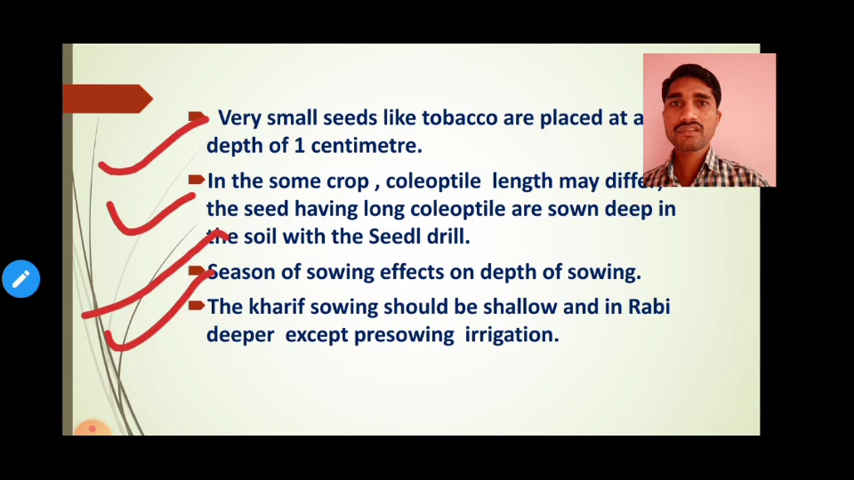 Very small seeds like tobacco are placed at a
depth of 1 centimetre.
In the some crop , coleoptile length may differ,
the seed having long coleoptile are sown deep in
the soil with the Seedl drill.
Season of sowing effects on depth of sowing.
The kharif sowing should be shallow and in Rabi
deeper except presowing irrigation.